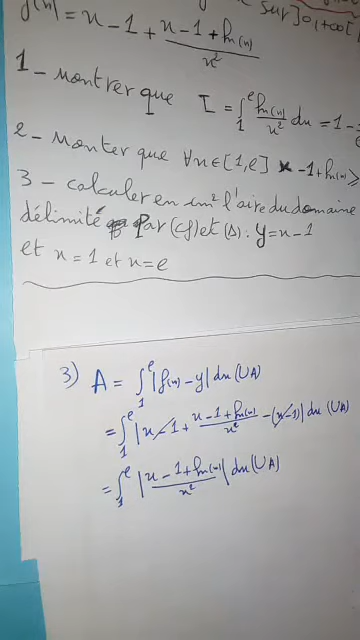 f(x) = x - 1 + (x - 1 + ln(x))/x² sur ]0,+∞[
1 - montrer que I = ∫₁ᵉ ln(x)/x² dx = 1 -
2 - Monter que ∀x ∈ [1,e] x - 1 + ln(x) ≥
3 - calculer en cm² l'aire du domaine
délimité par (Cf) et (Δ) : y = x - 1
et x = 1 et x = e
3) A = ∫₁ᵉ |f(x) - y| dx (UA)
= ∫₁ᵉ |x - 1 + (x - 1 + ln(x))/x² - (x - 1)| dx (UA)
= ∫₁ᵉ |(x - 1 + ln(x))/x²| dx (UA)